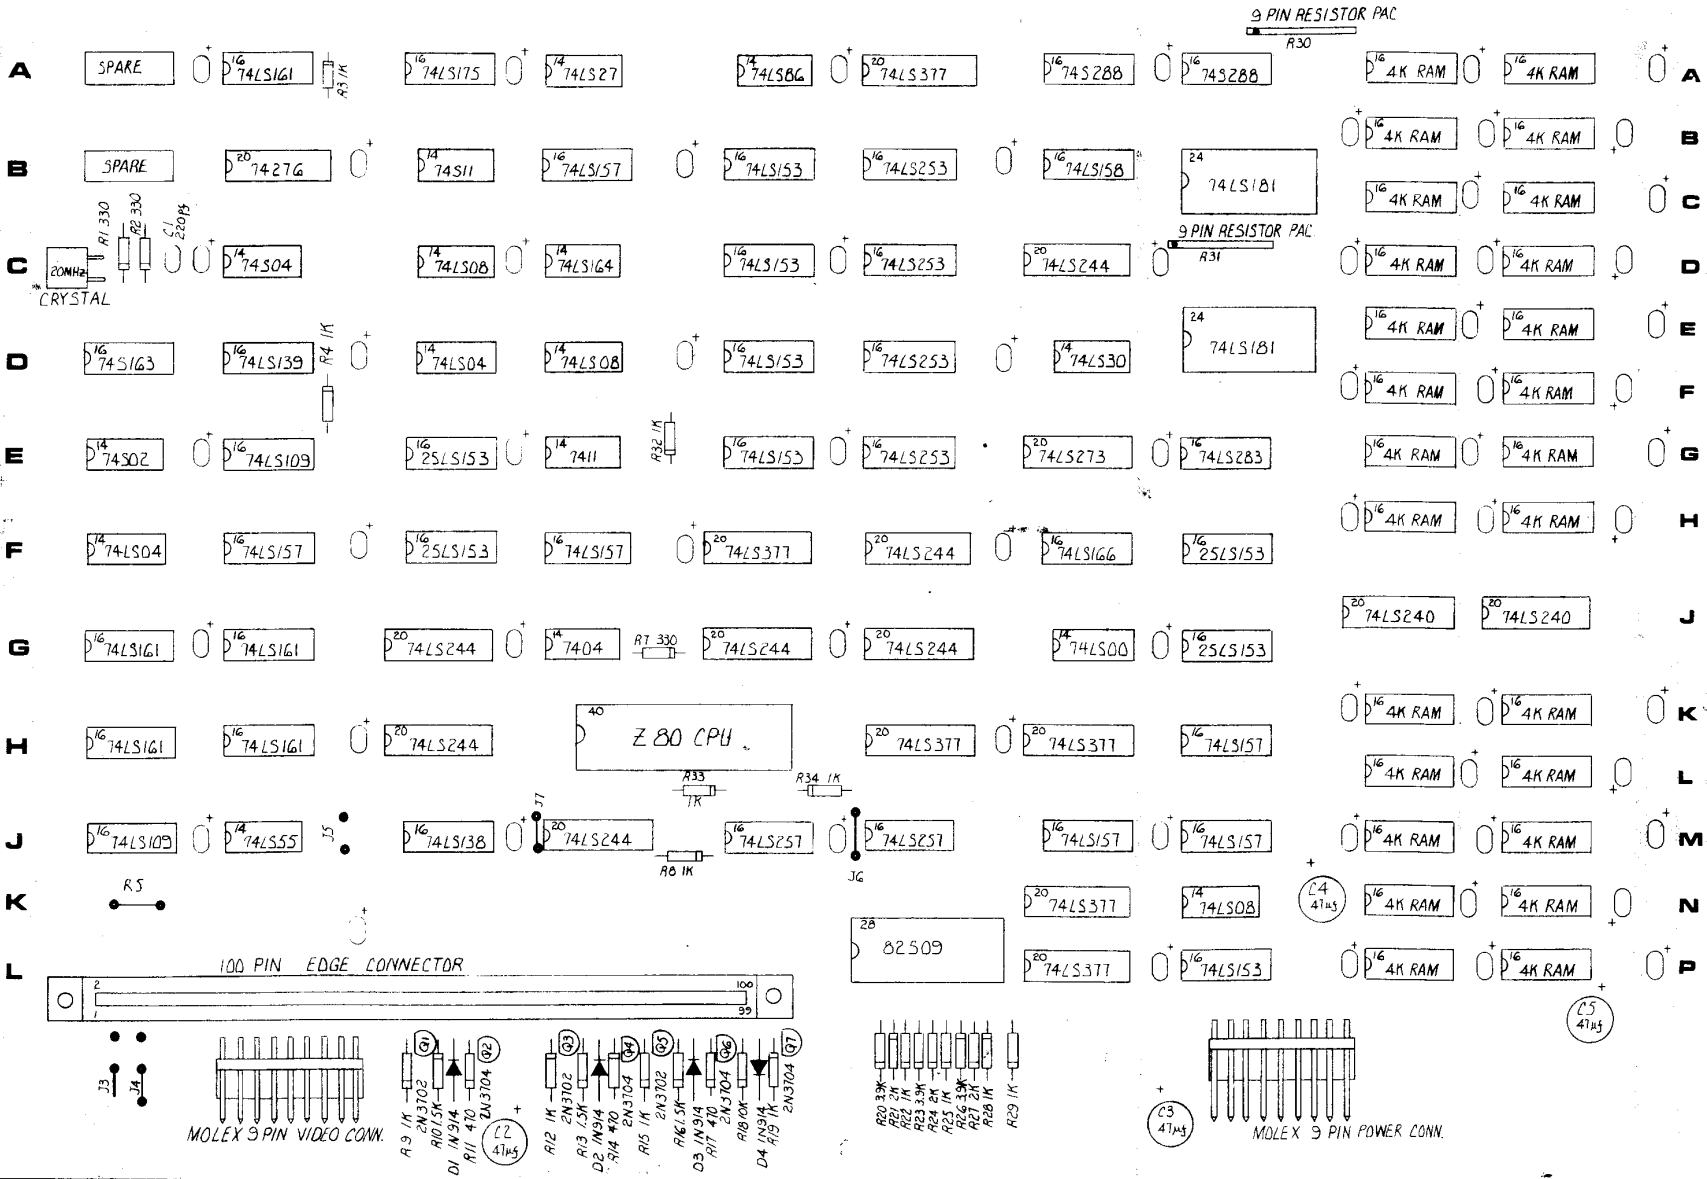 9 PIN RESISTOR PAC
R30
A SPARE 16 74LS161 R3 1K 16 74LS175 14 74LS27 14 74LS86 20 74LS377 16 74S288 16 74S288 16 4K RAM 16 4K RAM A
16 4K RAM 16 4K RAM B
B SPARE 20 74276 14 74S11 16 74LS157 16 74LS153 16 74LS253 16 74LS158 24 74LS181
16 4K RAM 16 4K RAM C
R1 330 R2 330 C1 220pf
9 PIN RESISTOR PAC
R31
C 20MHz 14 74S04 14 74LS08 14 74LS164 16 74LS153 16 74LS253 20 74LS244 16 4K RAM 16 4K RAM D
CRYSTAL
16 4K RAM 16 4K RAM E
D 16 74S163 16 74LS139 R4 1K 14 74LS04 14 74LS08 16 74LS153 16 74LS253 14 74LS30 24 74LS181
16 4K RAM 16 4K RAM F
E 14 74S02 16 74LS109 16 25LS153 14 7411 R32 1K 16 74LS153 16 74LS253 20 74LS273 16 74LS283 16 4K RAM 16 4K RAM G
16 4K RAM 16 4K RAM H
F 14 74LS04 16 74LS157 16 25LS153 16 74LS157 20 74LS377 20 74LS244 16 74LS166 16 25LS153
20 74LS240 20 74LS240 J
G 16 74LS161 16 74LS161 20 74LS244 14 7404 R7 330 20 74LS244 20 74LS244 14 74LS00 16 25LS153
16 4K RAM 16 4K RAM K
H 16 74LS161 16 74LS161 20 74LS244 40 Z80 CPU 20 74LS377 20 74LS377 16 74LS157
R33 1K R34 1K
16 4K RAM 16 4K RAM L
J 16 74LS109 14 74LS55 J5 16 74LS138 J7 20 74LS244 16 74LS257 16 74LS257 16 74LS157 16 74LS157 16 4K RAM 16 4K RAM M
R8 1K
J6
K R5 20 74LS377 14 74LS08 C4 47µf 16 4K RAM 16 4K RAM N
28 82S09
L 100 PIN EDGE CONNECTOR 20 74LS377 16 74LS153 16 4K RAM 16 4K RAM P
2 100
1 99
C5 47µf
J3 J4
MOLEX 9 PIN VIDEO CONN.
R9 1K
Q1 2N3702
R10 1.5K
D1 1N914
R11 470
Q2 2N3704
C2 47µf
R12 1K
Q3 2N3702
R13 1.5K
D2 1N914
R14 470
Q4 2N3704
R15 1K
Q5 2N3702
R16 1.5K
D3 1N914
R17 470
Q6 2N3704
R18 10K
D4 1N914
R19 1K
Q7 2N3704
R20 3.9K
R21 2K
R22 1K
R23 3.9K
R24 2K
R25 1K
R26 3.9K
R27 2K
R28 1K
R29 1K
C3 47µf
MOLEX 9 PIN POWER CONN.